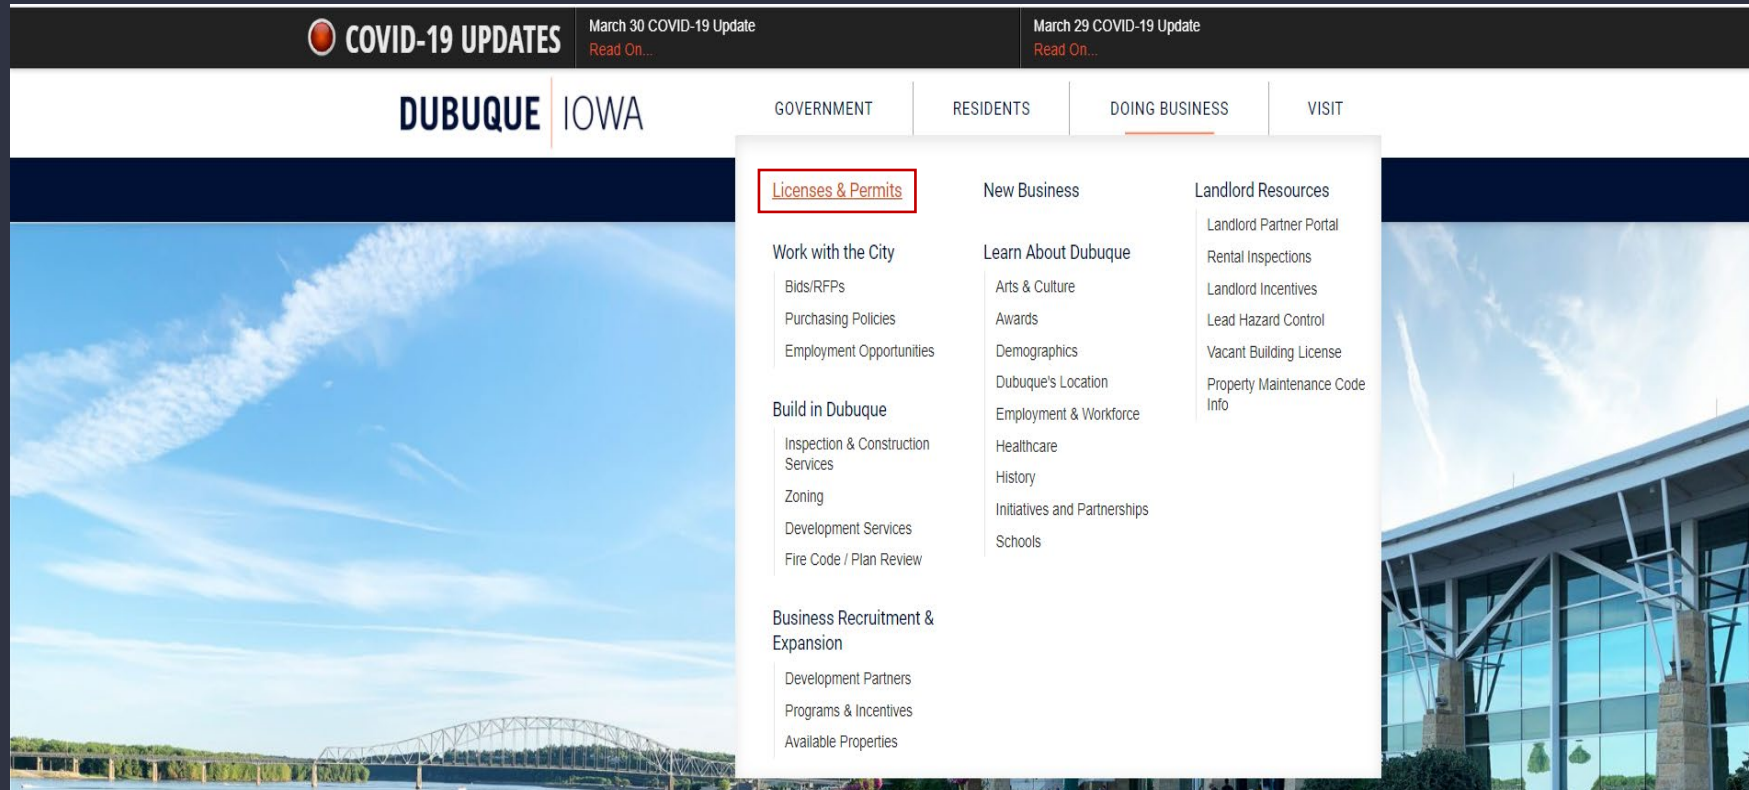 COVID-19 UPDATES
March 30 COVID-19 Update
Read On...
March 29 COVID-19 Update
Read On...
DUBUQUE IOWA
GOVERNMENT
RESIDENTS
DOING BUSINESS
VISIT
Licenses & Permits
Work with the City
Bids/RFPs
Purchasing Policies
Employment Opportunities
Build in Dubuque
Inspection & Construction
Services
Zoning
Development Services
Fire Code / Plan Review
Business Recruitment &
Expansion
Development Partners
Programs & Incentives
Available Properties
New Business
Learn About Dubuque
Arts & Culture
Awards
Demographics
Dubuque's Location
Employment & Workforce
Healthcare
History
Initiatives and Partnerships
Schools
Landlord Resources
Landlord Partner Portal
Rental Inspections
Landlord Incentives
Lead Hazard Control
Vacant Building License
Property Maintenance Code
Info